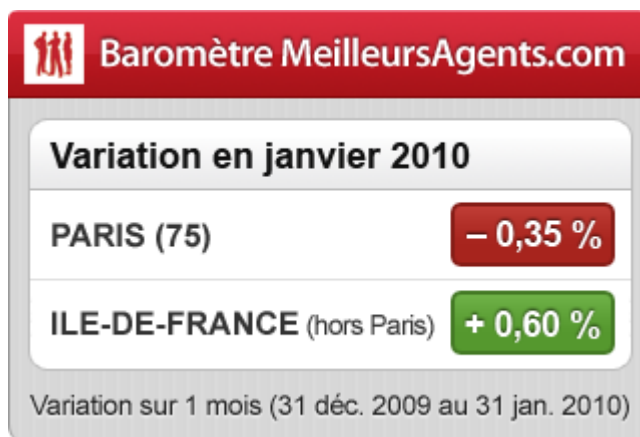 Baromètre MeilleursAgents.com
Variation en janvier 2010
PARIS (75) – 0,35 %
ILE-DE-FRANCE (hors Paris) + 0,60 %
Variation sur 1 mois (31 déc. 2009 au 31 jan. 2010)